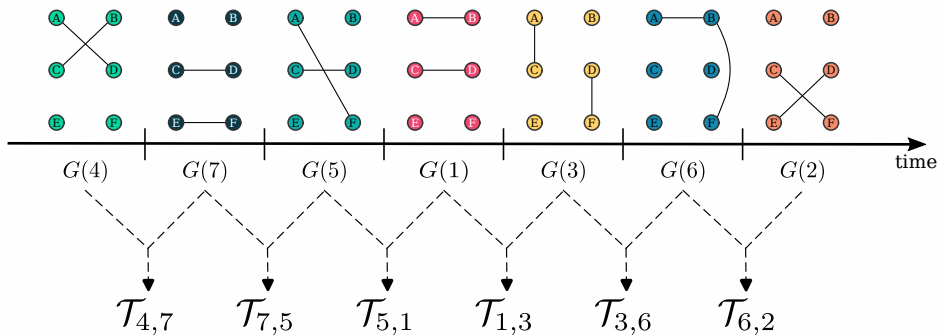 A B A B A B A B A B A B A B
C D C D C D C D C D C D C D
E F E F E F E F E F E F E F
time
G(4) G(7) G(5) G(1) G(3) G(6) G(2)
𝒯4,7 𝒯7,5 𝒯5,1 𝒯1,3 𝒯3,6 𝒯6,2